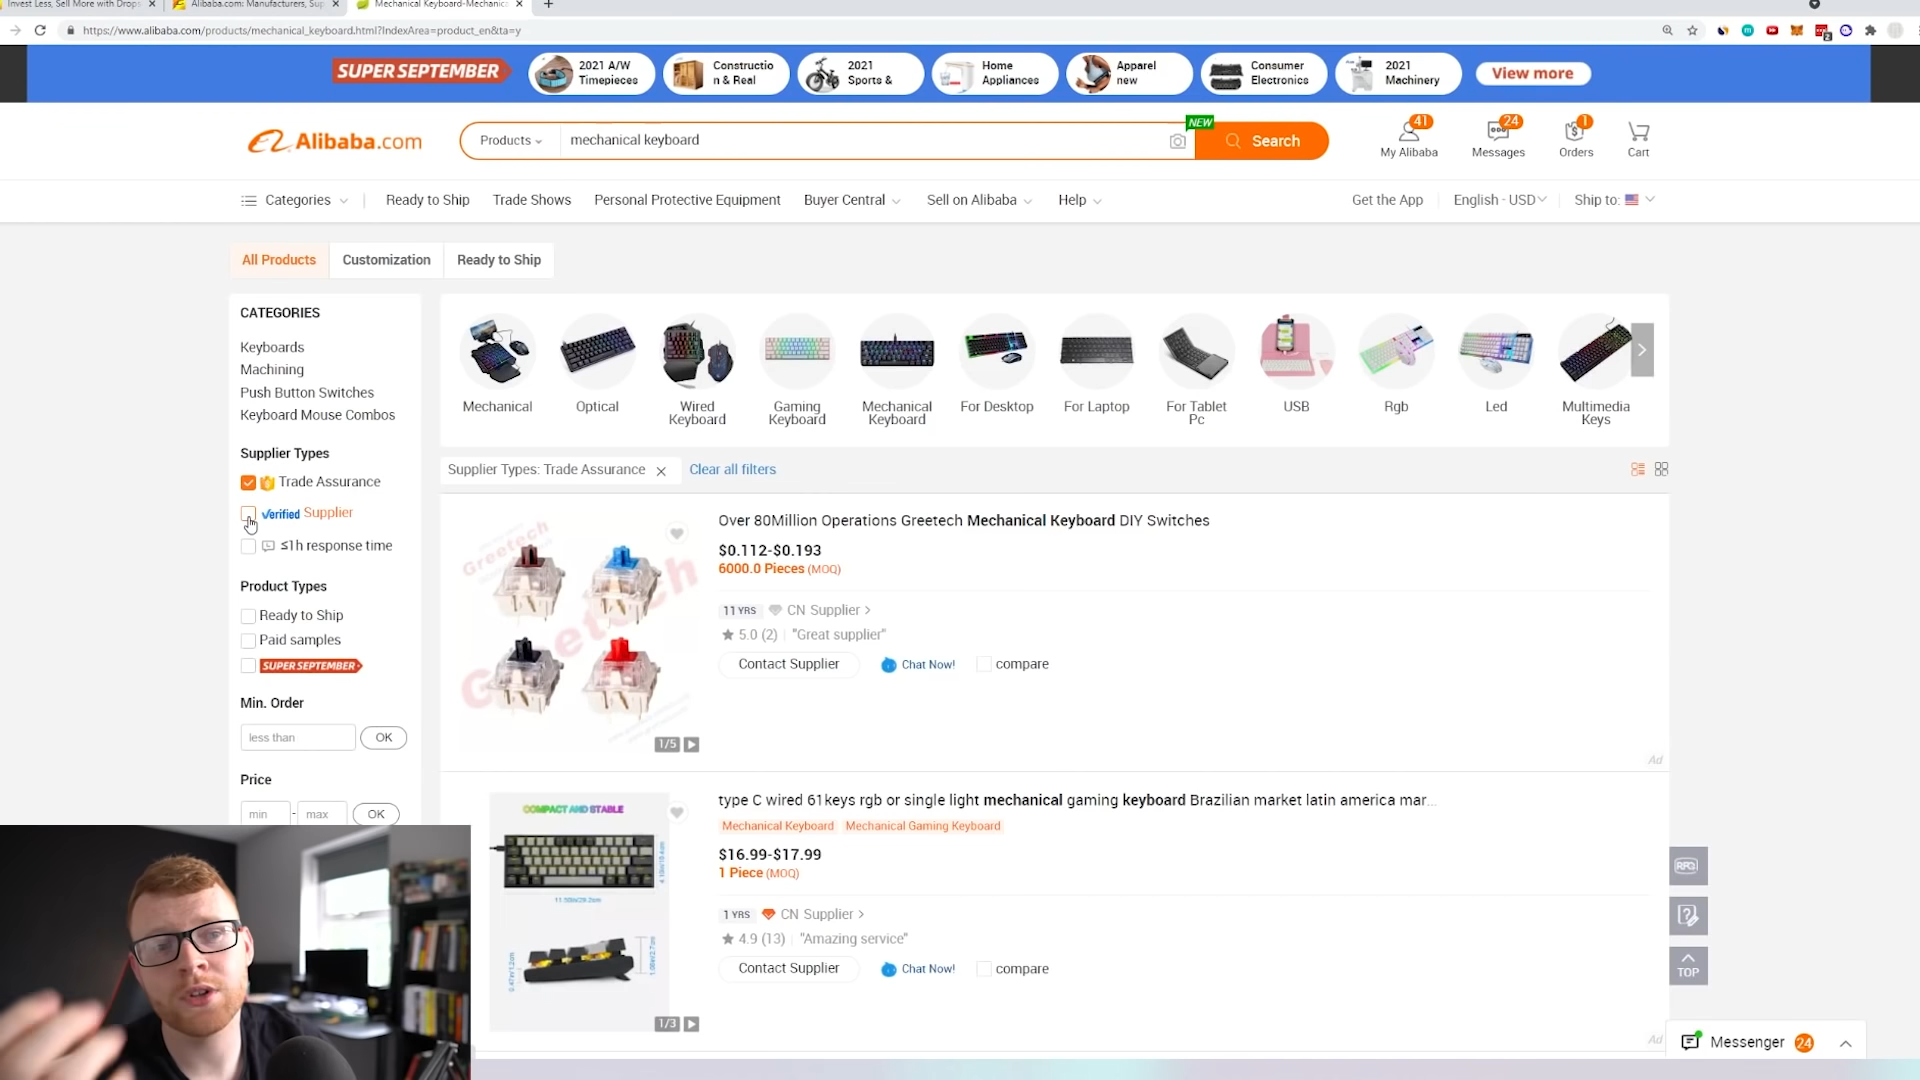 Invest Less, Sell More with Drops
Alibaba.com: Manufacturers, Sup
Mechanical Keyboard-Mechanic
https://www.alibaba.com/products/mechanical_keyboard.html?IndexArea=product_en&ta=y
SUPER SEPTEMBER
2021 A/W
Timepieces
Constructio
n & Real
2021
Sports &
Home
Appliances
Apparel
new
Consumer
Electronics
2021
Machinery
View more
Alibaba.com
Products
mechanical keyboard
NEW
Search
41
My Alibaba
24
Messages
1
Orders
Cart
Categories
Ready to Ship
Trade Shows
Personal Protective Equipment
Buyer Central
Sell on Alibaba
Help
Get the App
English - USD
Ship to:
All Products
Customization
Ready to Ship
CATEGORIES
Keyboards
Machining
Push Button Switches
Keyboard Mouse Combos
Supplier Types
Trade Assurance
Verified Supplier
≤1h response time
Product Types
Ready to Ship
Paid samples
SUPER SEPTEMBER
Min. Order
less than
OK
Price
min
-
max
OK
Mechanical
Optical
Wired
Keyboard
Gaming
Keyboard
Mechanical
Keyboard
For Desktop
For Laptop
For Tablet
Pc
USB
Rgb
Led
Multimedia
Keys
Supplier Types: Trade Assurance
Clear all filters
Greetech
Greetech
Greetech
1/5
Over 80Million Operations Greetech Mechanical Keyboard DIY Switches
$0.112-$0.193
6000.0 Pieces (MOQ)
11 YRS
CN Supplier >
5.0 (2)
"Great supplier"
Contact Supplier
Chat Now!
compare
Ad
COMPACT AND STABLE
1/3
type C wired 61keys rgb or single light mechanical gaming keyboard Brazilian market latin america mar...
Mechanical Keyboard
Mechanical Gaming Keyboard
$16.99-$17.99
1 Piece (MOQ)
1 YRS
CN Supplier >
4.9 (13)
"Amazing service"
Contact Supplier
Chat Now!
compare
Ad
RFQ
TOP
Messenger
24